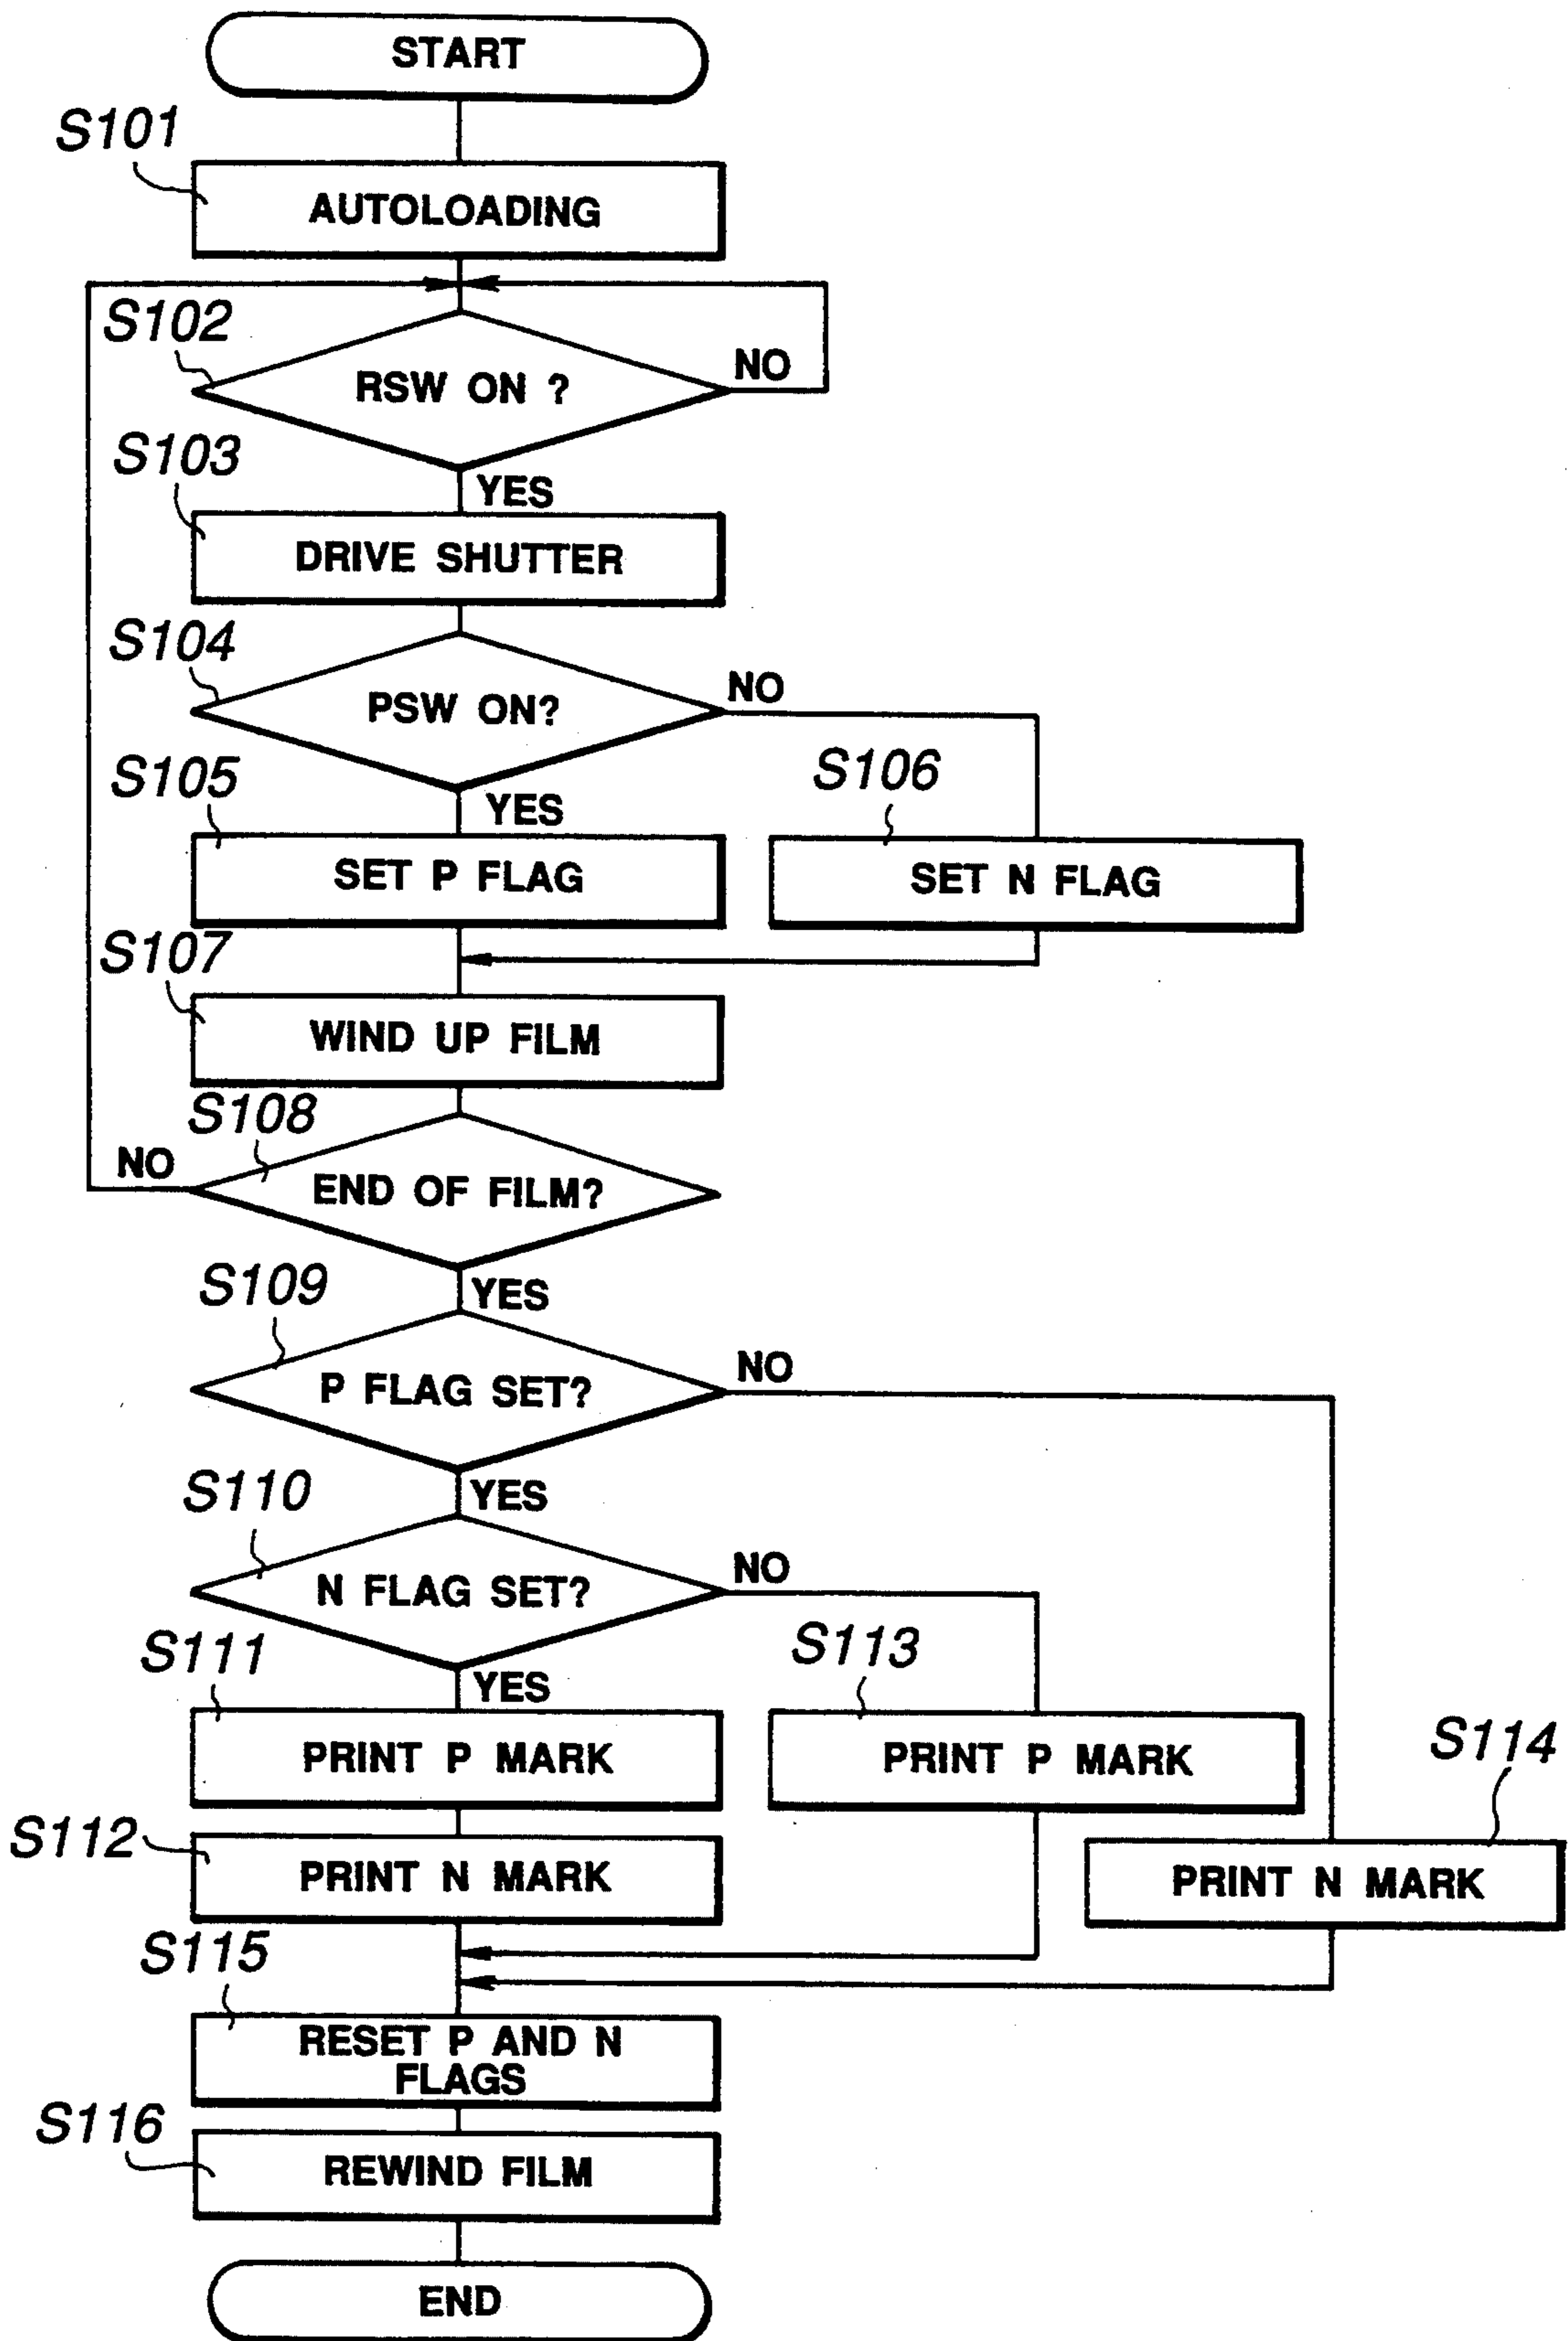 START
S101
AUTOLOADING
S102
RSW ON ?
NO
S103
YES
DRIVE SHUTTER
S104
PSW ON?
NO
S105
YES
S106
SET P FLAG
SET N FLAG
S107
WIND UP FILM
S108
NO
END OF FILM?
S109
YES
P FLAG SET?
NO
S110
YES
N FLAG SET?
NO
S111
YES
S113
PRINT P MARK
PRINT P MARK
S114
S112
PRINT N MARK
PRINT N MARK
S115
RESET P AND N
FLAGS
S116
REWIND FILM
END